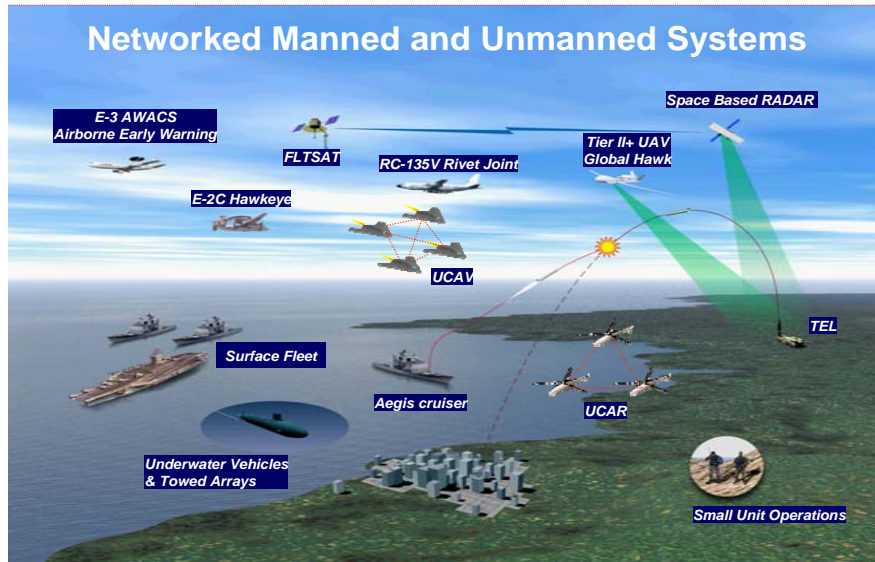 Networked Manned and Unmanned Systems
Space Based RADAR
E-3 AWACS
Airborne Early Warning
FLTSAT
Tier II+ UAV
Global Hawk
RC-135V Rivet Joint
E-2C Hawkeye
UCAV
TEL
Surface Fleet
Aegis cruiser
UCAR
Underwater Vehicles
& Towed Arrays
Small Unit Operations